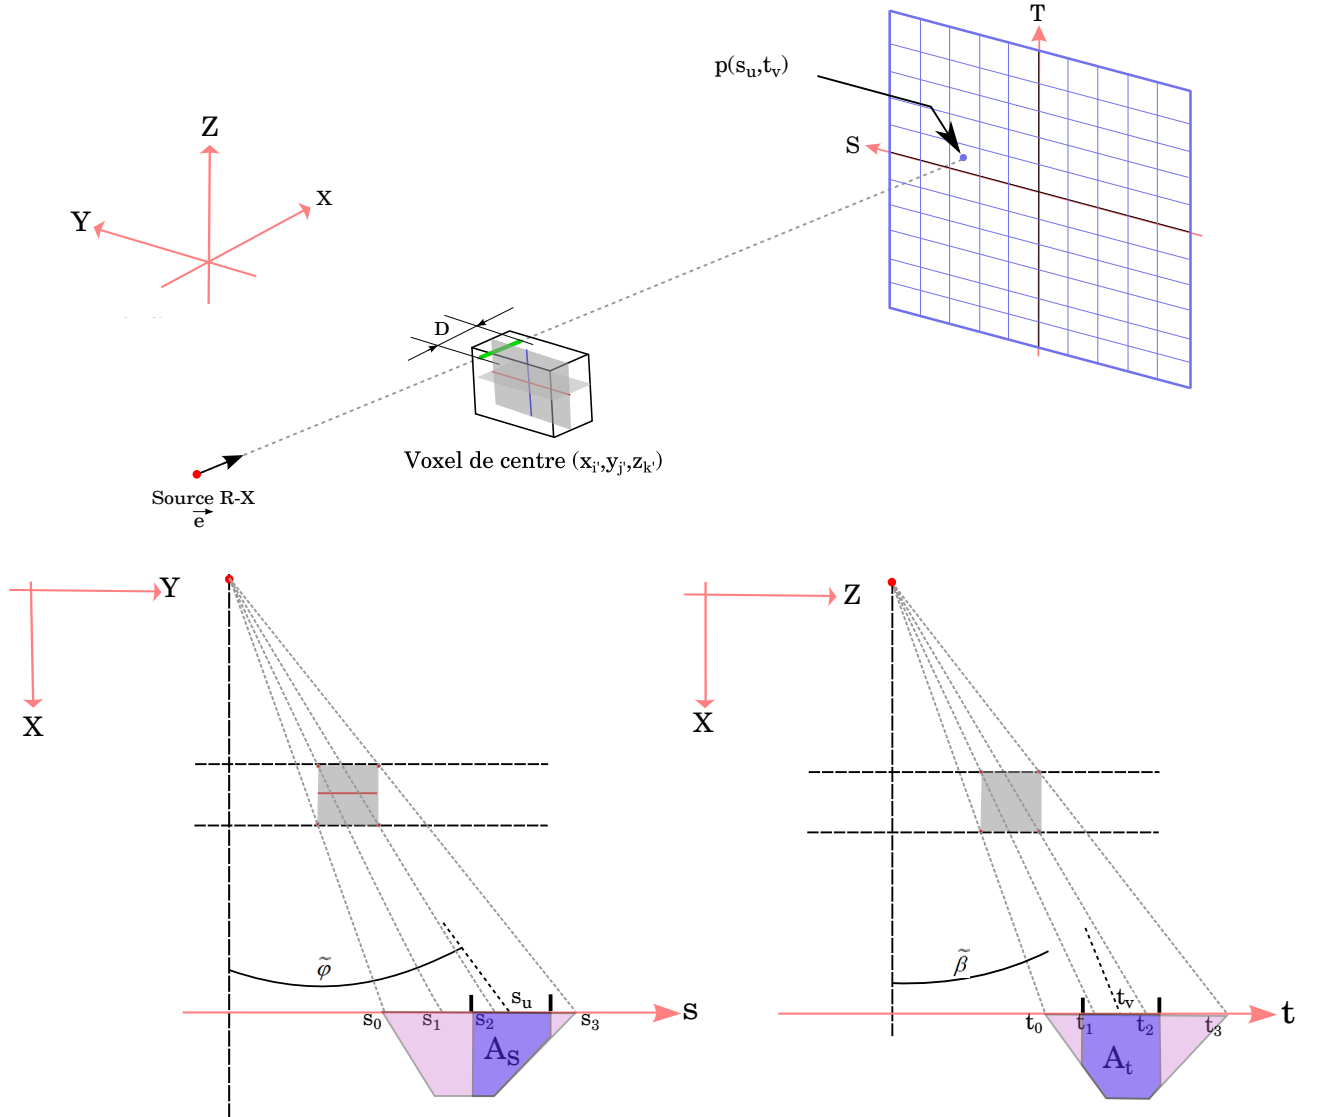 T
p(su,tv)
S
Z
X
Y
D
Voxel de centre (xi',yj',zk')
Source R-X
e
Y
X
Z
X
φ̃
su
s0 s1 s2 s3
s
AS
β̃
tv
t0 t1 t2 t3
t
At